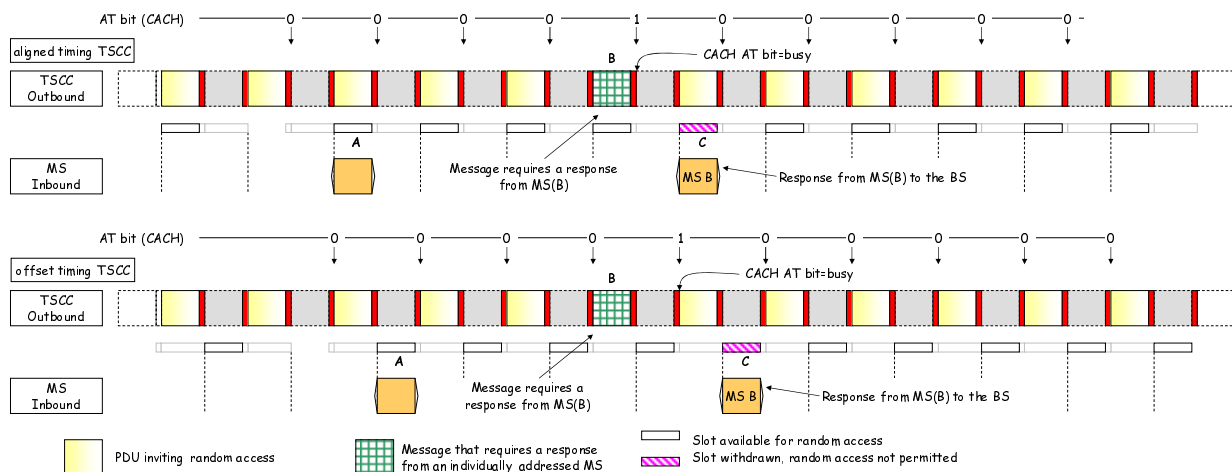 AT bit (CACH) 0 0 0 0 1 0 0 0 0 0
aligned timing TSCC
B
CACH AT bit=busy
TSCC
Outbound
A
C
Message requires a response
from MS(B)
MS
Inbound
MS B
Response from MS(B) to the BS
AT bit (CACH) 0 0 0 0 1 0 0 0 0 0
offset timing TSCC
B
CACH AT bit=busy
TSCC
Outbound
A
C
Message requires a
response from MS(B)
MS
Inbound
MS B
Response from MS(B) to the BS
PDU inviting random access
Message that requires a response
from an individually addressed MS
Slot available for random access
Slot withdrawn, random access not permitted